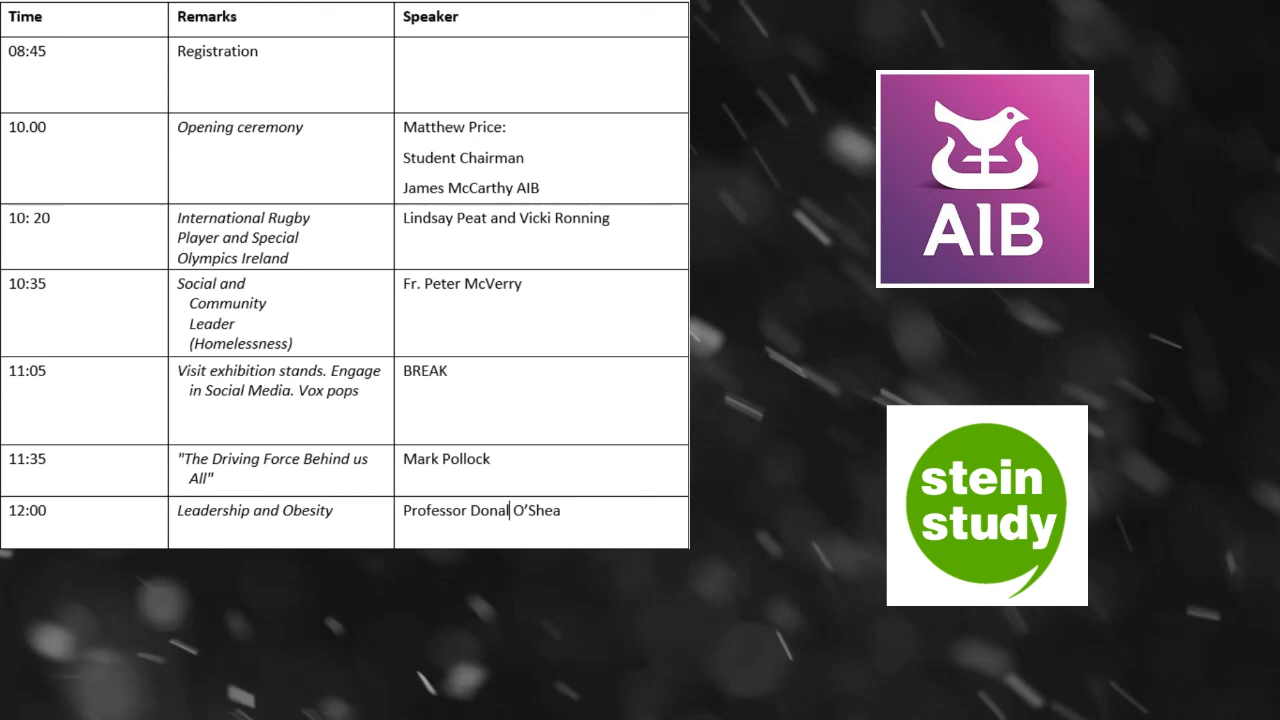 Time Remarks Speaker
08:45 Registration
10.00 Opening ceremony Matthew Price:
Student Chairman
James McCarthy AIB
10: 20 International Rugby Lindsay Peat and Vicki Ronning
Player and Special
Olympics Ireland
10:35 Social and Fr. Peter McVerry
Community
Leader
(Homelessness)
11:05 Visit exhibition stands. Engage BREAK
in Social Media. Vox pops
11:35 "The Driving Force Behind us Mark Pollock
All"
12:00 Leadership and Obesity Professor Donal O’Shea
AIB
stein
study